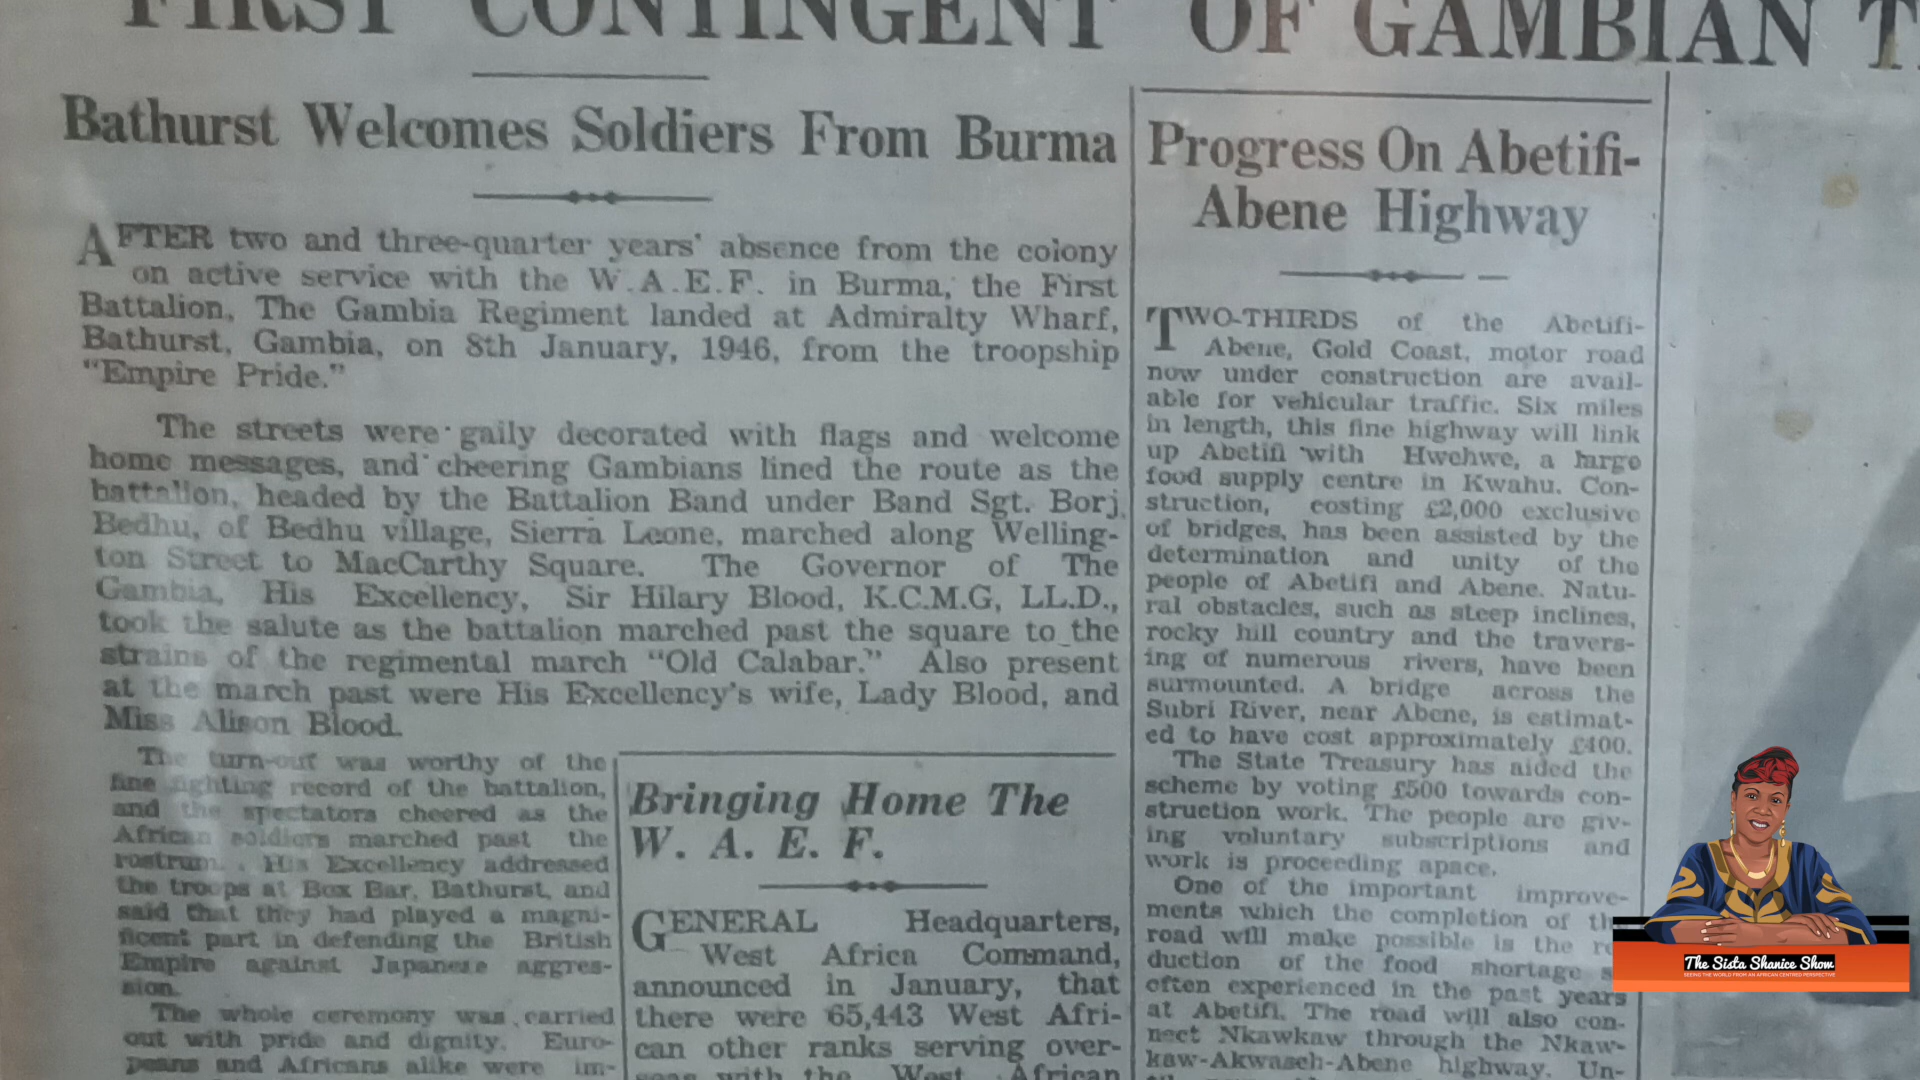 FIRST CONTINGENT OF GAMBIAN
Bathurst Welcomes Soldiers From Burma
AFTER two and three-quarter years' absence from the colony
on active service with the W.A.E.F. in Burma, the First
Battalion, The Gambia Regiment landed at Admiralty Wharf,
Bathurst, Gambia, on 8th January, 1946, from the troopship
"Empire Pride."
The streets were gaily decorated with flags and welcome
home messages, and cheering Gambians lined the route as the
battalion, headed by the Battalion Band under Band Sgt. Borj
Bedhu, of Bedhu village, Sierra Leone, marched along Welling-
ton Street to MacCarthy Square. The Governor of The
Gambia, His Excellency, Sir Hilary Blood, K.C.M.G, LL.D.,
took the salute as the battalion marched past the square to the
strains of the regimental march "Old Calabar." Also present
at the march past were His Excellency's wife, Lady Blood, and
Miss Alison Blood.
The turn-out was worthy of the
fine fighting record of the battalion,
and the spectators cheered as the
African soldiers marched past the
rostrum. His Excellency addressed
the troops at Box Bar, Bathurst, and
said that they had played a magni-
ficent part in defending the British
Empire against Japanese aggres-
sion.
The whole ceremony was carried
out with pride and dignity. Euro-
peans and Africans alike were im-
Bringing Home The
W. A. E. F.
GENERAL Headquarters,
West Africa Command,
announced in January, that
there were 65,443 West Afri-
can other ranks serving over-
seas with the West African
Progress On Abetifi-
Abene Highway
TWO-THIRDS of the Abetifi-
Abene, Gold Coast, motor road
now under construction are avail-
able for vehicular traffic. Six miles
in length, this fine highway will link
up Abetifi with Hwehwe, a large
food supply centre in Kwahu. Con-
struction, costing £2,000 exclusive
of bridges, has been assisted by the
determination and unity of the
people of Abetifi and Abene. Natu-
ral obstacles, such as steep inclines,
rocky hill country and the travers-
ing of numerous rivers, have been
surmounted. A bridge across the
Subri River, near Abene, is estimat-
ed to have cost approximately £400.
The State Treasury has aided the
scheme by voting £500 towards con-
struction work. The people are giv-
ing voluntary subscriptions and
work is proceeding apace.
One of the important improve-
ments which the completion of
road will make possible is the
duction of the food shortage
often experienced in the past years
at Abetifi. The road will also con-
nect Nkawkaw through the Nkaw-
kaw-Akwaseh-Abene highway. Un-
The Sista Shanice Show
SEEING THE WORLD FROM AN AFRICAN CENTRED PERSPECTIVE